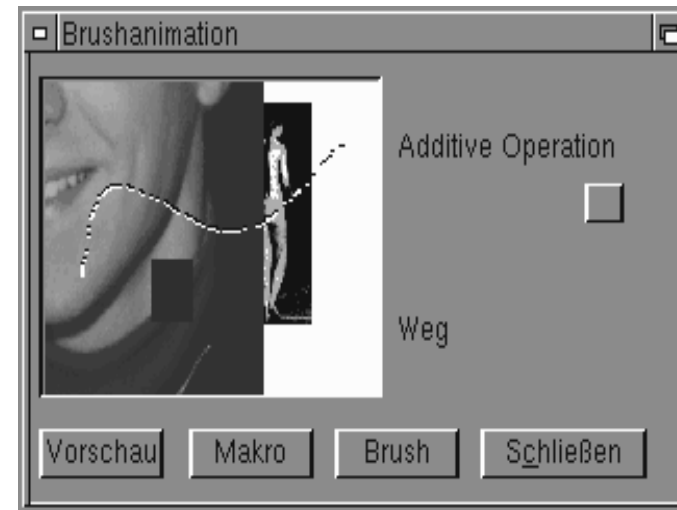 Brushanimation
Additive Operation
Weg
Vorschau Makro Brush Schließen